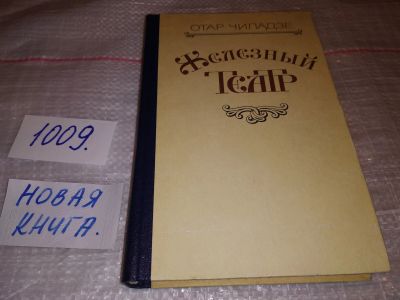 ОТАР ЧИЛАДЗЕ
Железный
ТЕАТР
1009.
НОВАЯ
КНИГА.